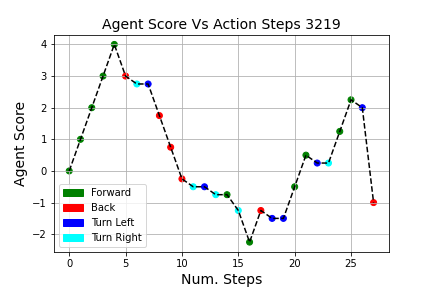 Agent Score Vs Action Steps 3219
Agent Score
4
3
2
1
0
−1
−2
Forward
Back
Turn Left
Turn Right
0 5 10 15 20 25
Num. Steps